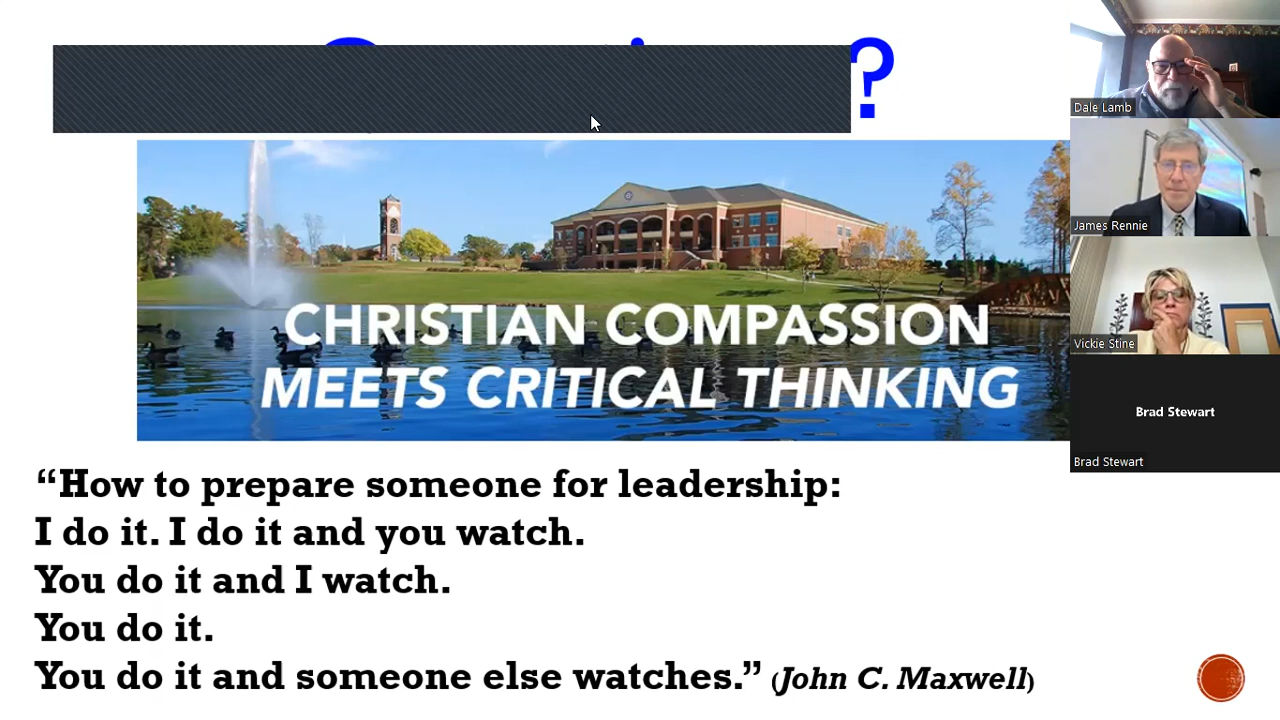 ?
CHRISTIAN COMPASSION
MEETS CRITICAL THINKING
“How to prepare someone for leadership:
I do it. I do it and you watch.
You do it and I watch.
You do it.
You do it and someone else watches.” (John C. Maxwell)
Dale Lamb
James Rennie
Vickie Stine
Brad Stewart
Brad Stewart